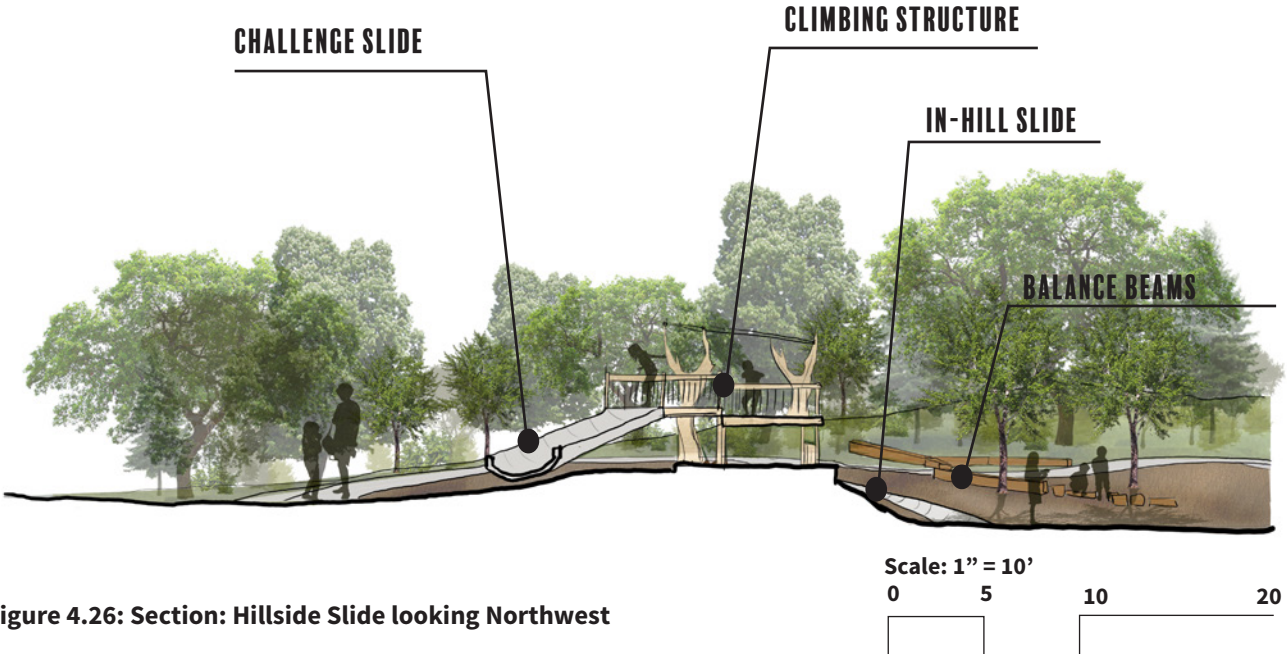 CLIMBING STRUCTURE
CHALLENGE SLIDE
IN-HILL SLIDE
BALANCE BEAMS
Scale: 1” = 10’
0 5 10 20
igure 4.26: Section: Hillside Slide looking Northwest